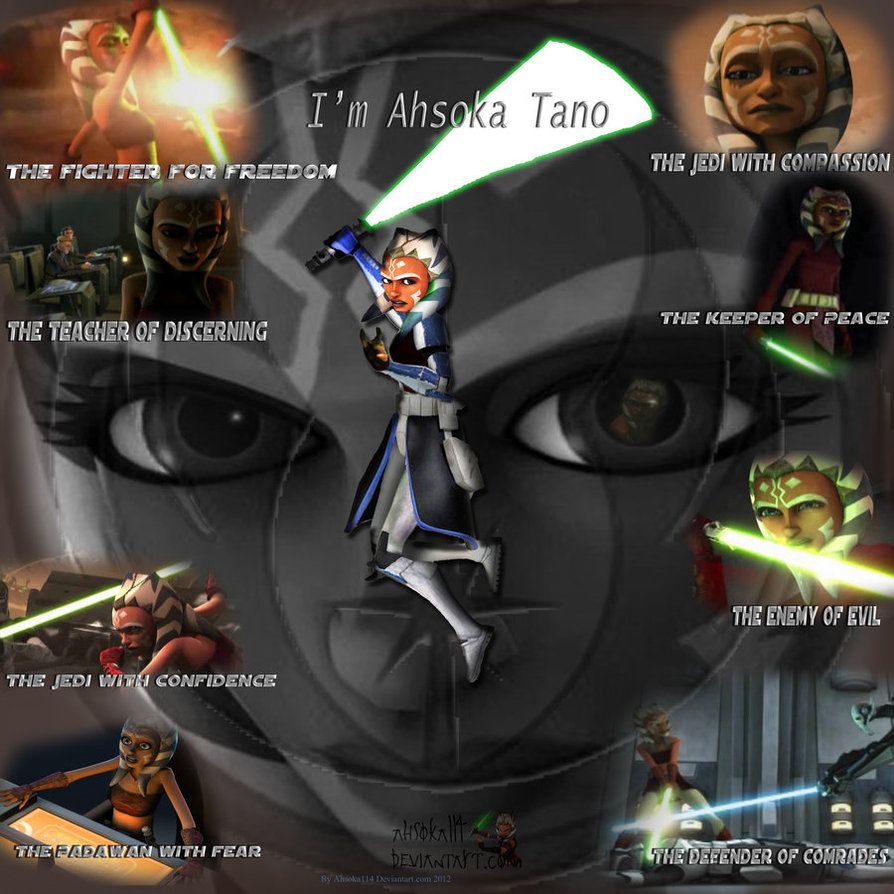 I'm Ahsoka Tano
THE FIGHTER FOR FREEDOM
THE JEDI WITH COMPASSION
THE TEACHER OF DISCERNING
THE KEEPER OF PEACE
THE ENEMY OF EVIL
THE JEDI WITH CONFIDENCE
THE PADAWAN WITH FEAR
THE DEFENDER OF COMRADES
Ahsoka114
DEVIANTART.COM
By Ahsoka114 Deviantart.com 2012